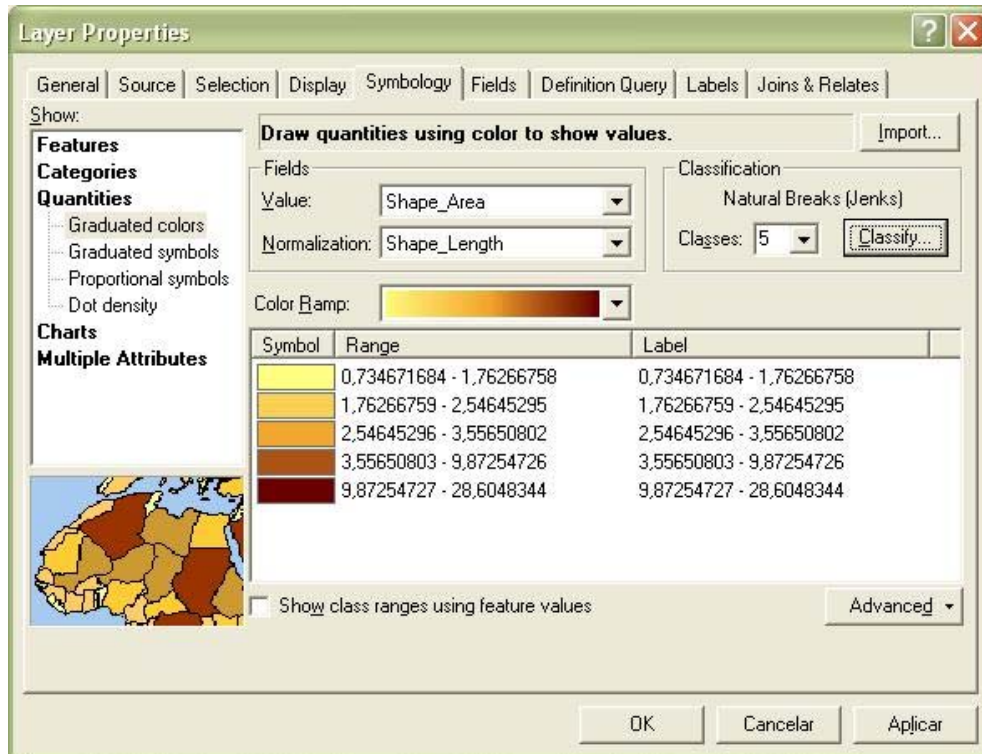 Layer Properties
General Source Selection Display Symbology Fields Definition Query Labels Joins & Relates
Show:
Features
Categories
Quantities
Graduated colors
Graduated symbols
Proportional symbols
Dot density
Charts
Multiple Attributes
Draw quantities using color to show values.
Import...
Fields
Value: Shape_Area
Normalization: Shape_Length
Classification
Natural Breaks (Jenks)
Classes: 5 Classify...
Color Ramp:
Symbol Range Label
0,734671684 - 1,76266758 0,734671684 - 1,76266758
1,76266759 - 2,54645295 1,76266759 - 2,54645295
2,54645296 - 3,55650802 2,54645296 - 3,55650802
3,55650803 - 9,87254726 3,55650803 - 9,87254726
9,87254727 - 28,6048344 9,87254727 - 28,6048344
Show class ranges using feature values
Advanced
OK Cancelar Aplicar